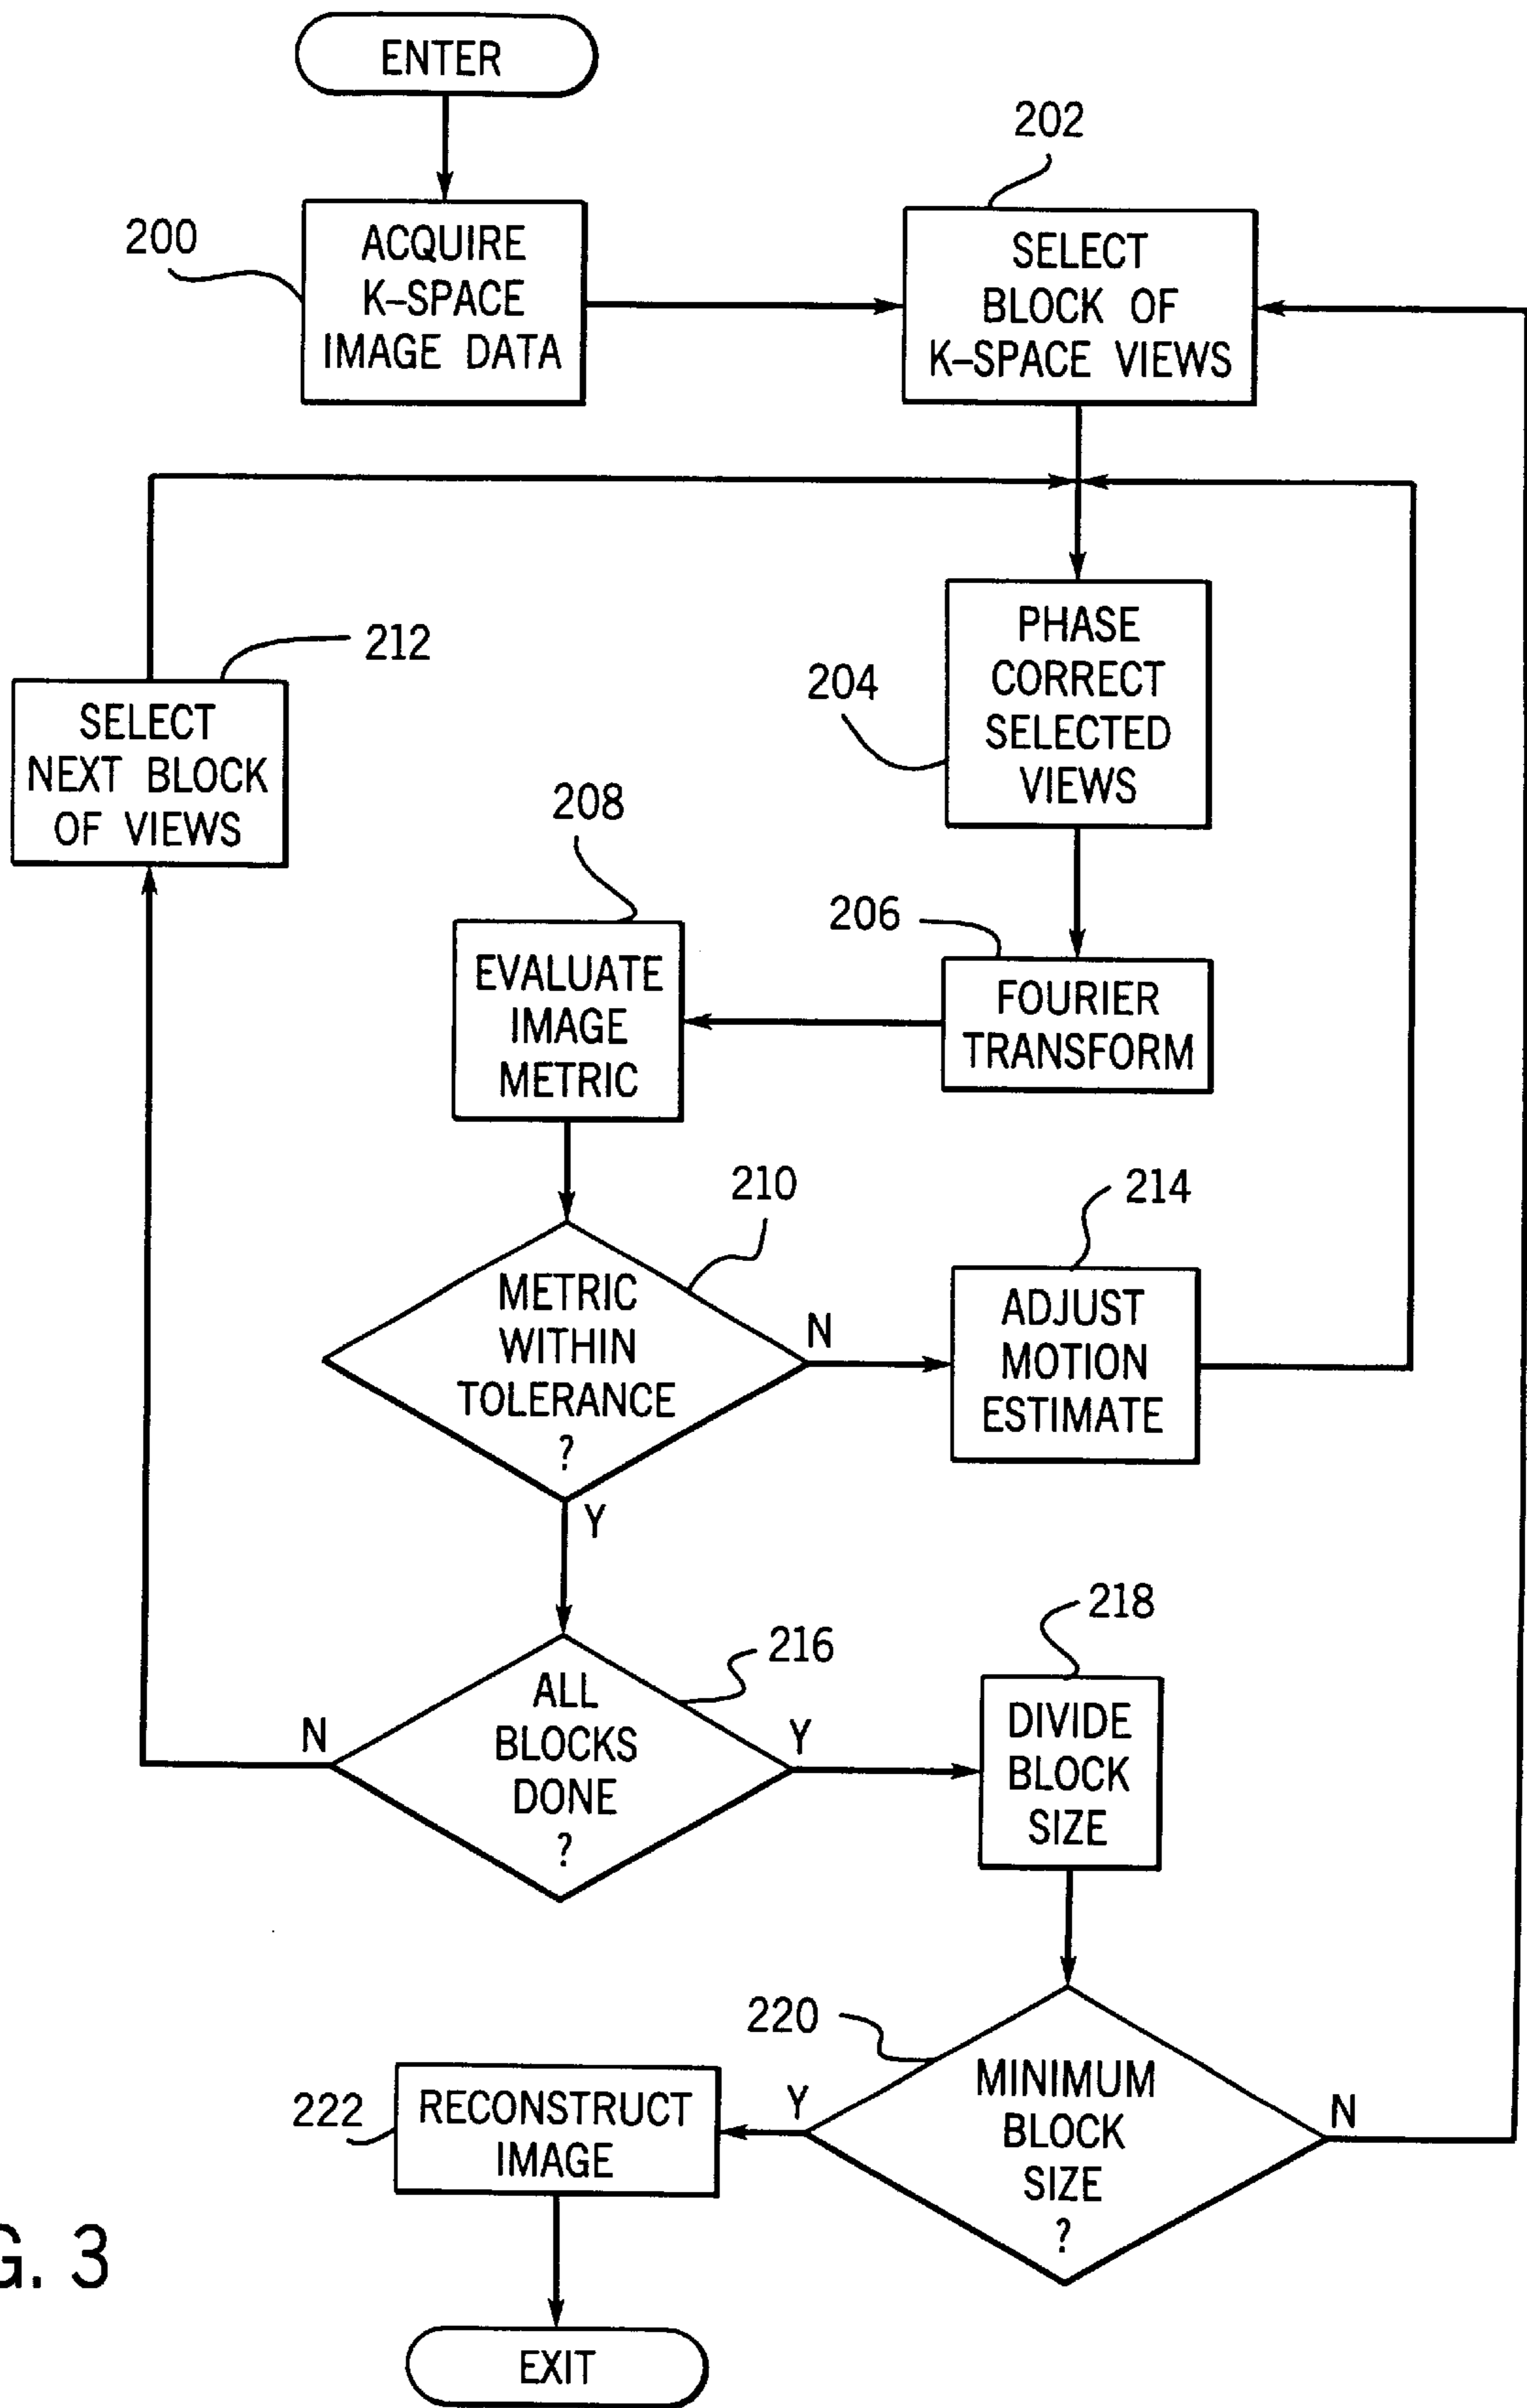 ENTER
202
200
ACQUIRE
K-SPACE
IMAGE DATA
SELECT
BLOCK OF
K-SPACE VIEWS
212
SELECT
NEXT BLOCK
OF VIEWS
204
PHASE
CORRECT
SELECTED
VIEWS
208
206
EVALUATE
IMAGE
METRIC
FOURIER
TRANSFORM
210
214
METRIC
WITHIN
TOLERANCE
?
N
ADJUST
MOTION
ESTIMATE
Y
218
216
ALL
BLOCKS
DONE
?
N
Y
DIVIDE
BLOCK
SIZE
220
MINIMUM
BLOCK
SIZE
?
Y
N
222
RECONSTRUCT
IMAGE
G. 3
EXIT